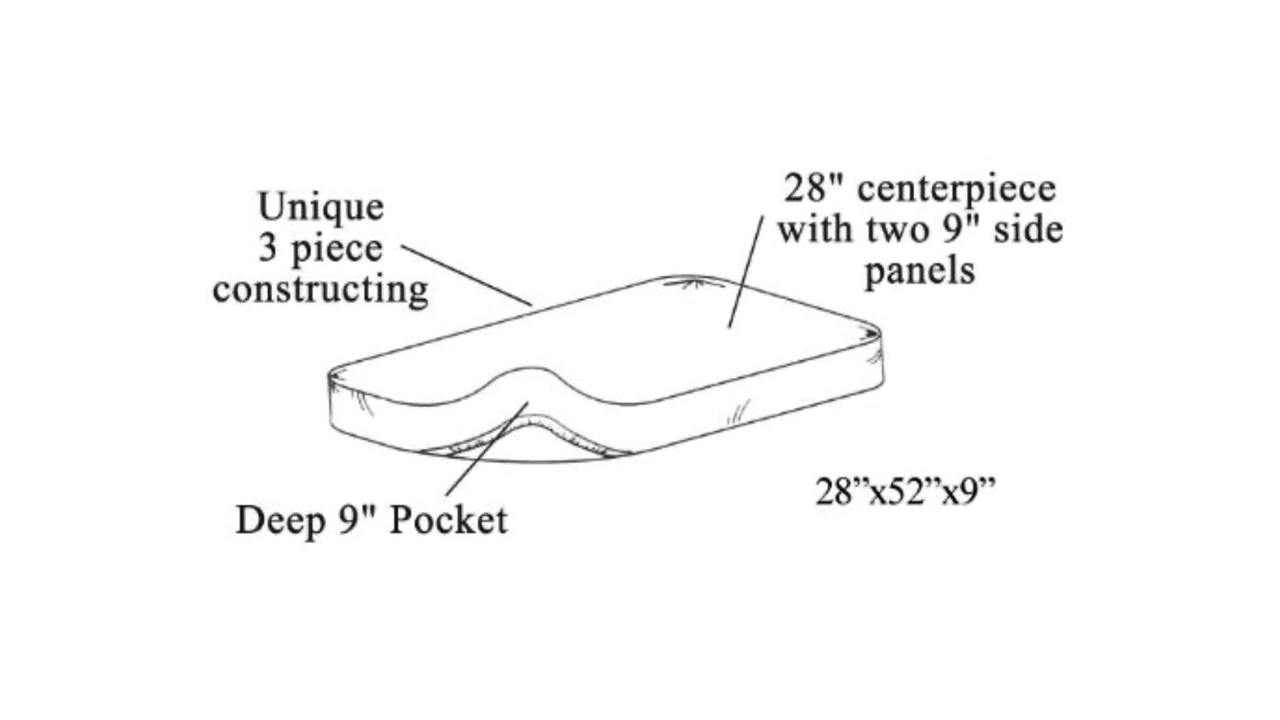 Unique
3 piece
constructing
28" centerpiece
with two 9" side
panels
Deep 9" Pocket
28”x52”x9”